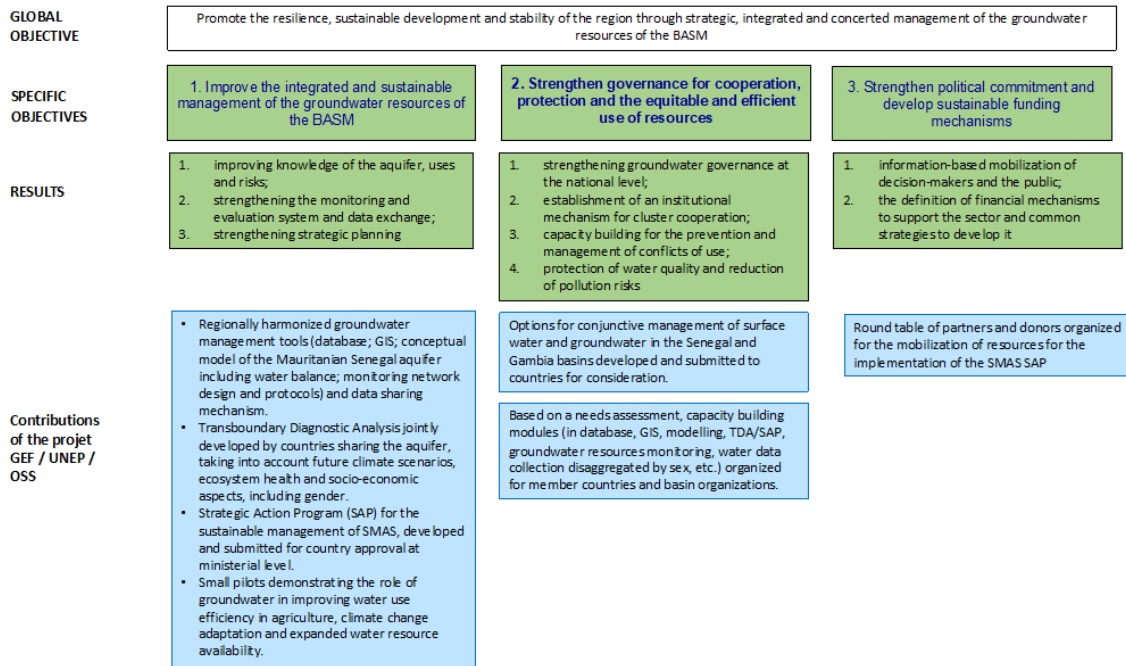 GLOBAL
OBJECTIVE
Promote the resilience, sustainable development and stability of the region through strategic, integrated and concerted management of the groundwater
resources of the BASM
SPECIFIC
OBJECTIVES
1. Improve the integrated and sustainable
management of the groundwater resources of
the BASM
2. Strengthen governance for cooperation,
protection and the equitable and efficient
use of resources
3. Strengthen political commitment and
develop sustainable funding
mechanisms
RESULTS
1. improving knowledge of the aquifer, uses
and risks;
2. strengthening the monitoring and
evaluation system and data exchange;
3. strengthening strategic planning
1. strengthening groundwater governance at
the national level;
2. establishment of an institutional
mechanism for cluster cooperation;
3. capacity building for the prevention and
management of conflicts of use;
4. protection of water quality and reduction
of pollution risks
1. information-based mobilization of
decision-makers and the public;
2. the definition of financial mechanisms
to support the sector and common
strategies to develop it
Contributions
of the projet
GEF / UNEP /
OSS
• Regionally harmonized groundwater
management tools (database; GIS; conceptual
model of the Mauritanian Senegal aquifer
including water balance; monitoring network
design and protocols) and data sharing
mechanism.
• Transboundary Diagnostic Analysis jointly
developed by countries sharing the aquifer,
taking into account future climate scenarios,
ecosystem health and socio-economic
aspects, including gender.
• Strategic Action Program (SAP) for the
sustainable management of SMAS, developed
and submitted for country approval at
ministerial level.
• Small pilots demonstrating the role of
groundwater in improving water use
efficiency in agriculture, climate change
adaptation and expanded water resource
availability.
Options for conjunctive management of surface
water and groundwater in the Senegal and
Gambia basins developed and submitted to
countries for consideration.
Based on a needs assessment, capacity building
modules (in database, GIS, modelling, TDA/SAP,
groundwater resources monitoring, water data
collection disaggregated by sex, etc.) organized
for member countries and basin organizations.
Round table of partners and donors organized
for the mobilization of resources for the
implementation of the SMAS SAP